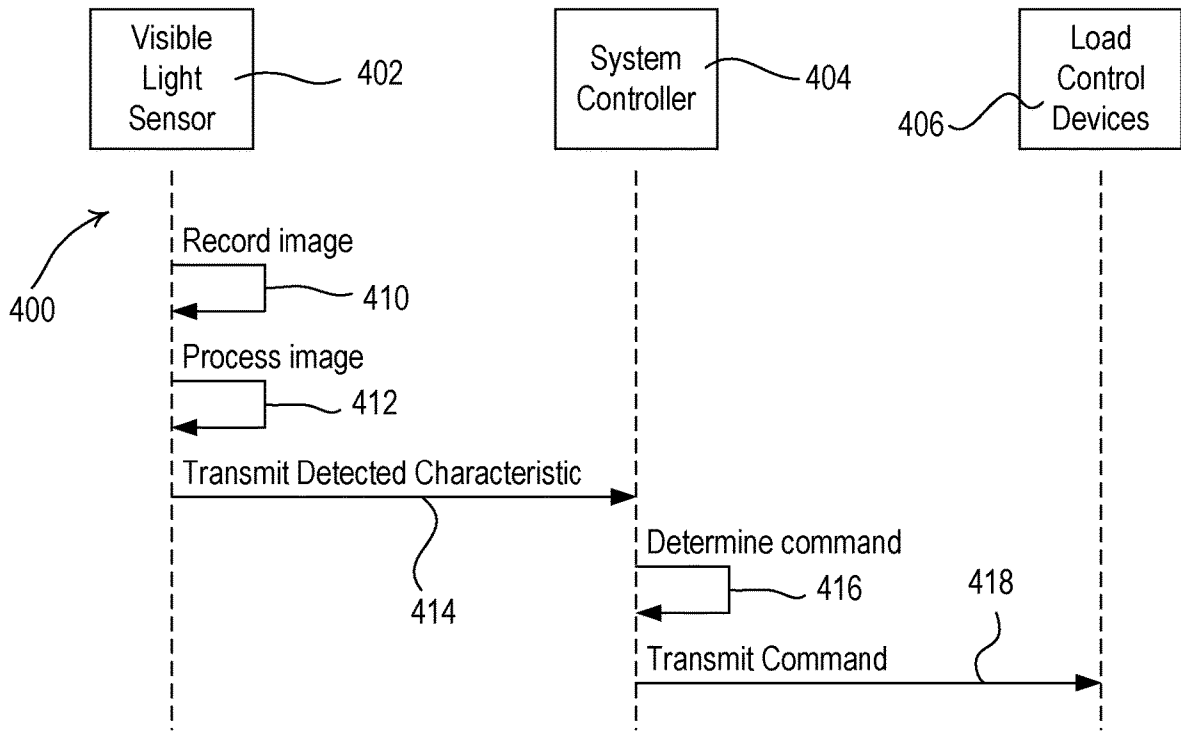 Visible
Light
Sensor
402
System
Controller
404
Load
Control
Devices
406
400
Record image
410
Process image
412
Transmit Detected Characteristic
414
Determine command
416
418
Transmit Command